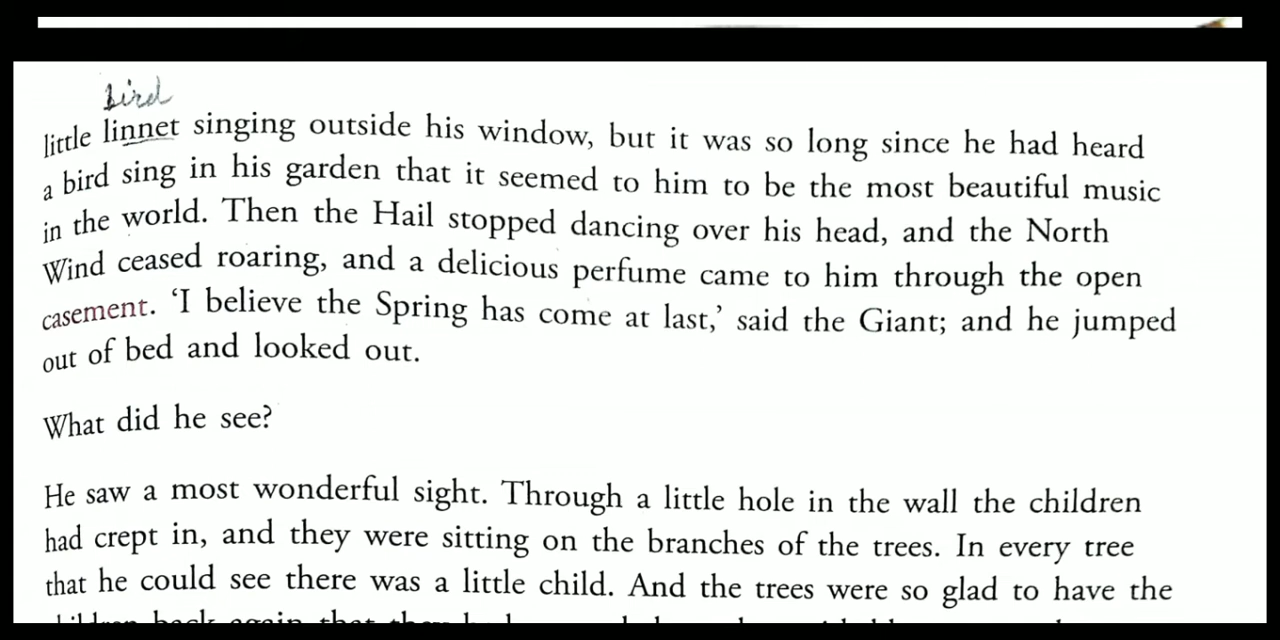 bird
little linnet singing outside his window, but it was so long since he had heard
a bird sing in his garden that it seemed to him to be the most beautiful music
in the world. Then the Hail stopped dancing over his head, and the North
Wind ceased roaring, and a delicious perfume came to him through the open
casement. ‘I believe the Spring has come at last,’ said the Giant; and he jumped
out of bed and looked out.
What did he see?
He saw a most wonderful sight. Through a little hole in the wall the children
had crept in, and they were sitting on the branches of the trees. In every tree
that he could see there was a little child. And the trees were so glad to have the
children back again that